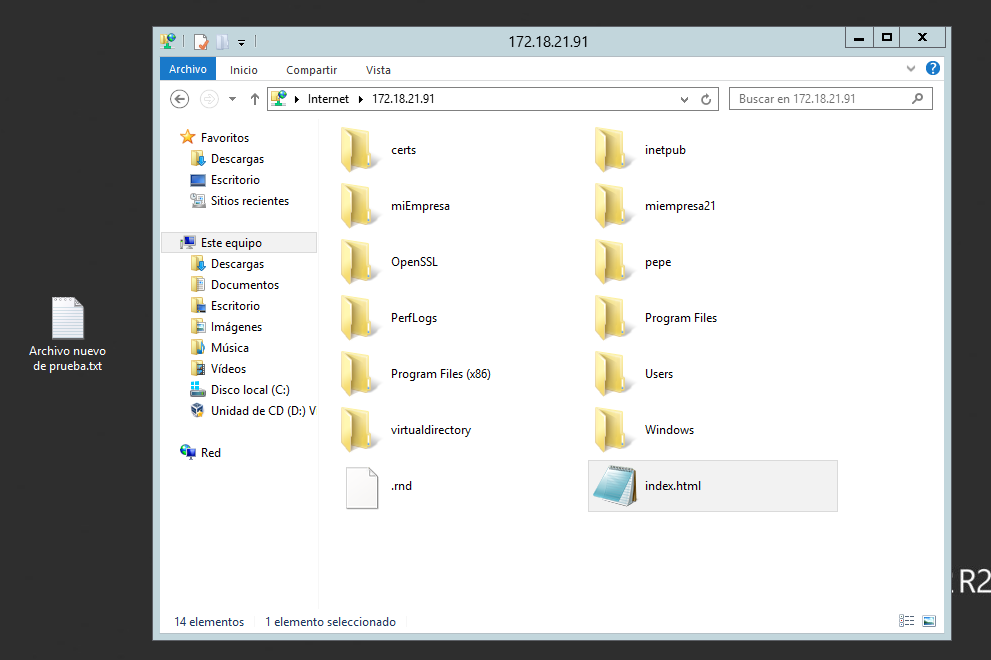 172.18.21.91
Archivo
Inicio
Compartir
Vista
Internet
172.18.21.91
Buscar en 172.18.21.91
Favoritos
Descargas
Escritorio
Sitios recientes
Este equipo
Descargas
Documentos
Escritorio
Imágenes
Música
Vídeos
Disco local (C:)
Unidad de CD (D:) V
Red
certs
inetpub
miEmpresa
miempresa21
OpenSSL
pepe
PerfLogs
Program Files
Program Files (x86)
Users
virtualdirectory
Windows
.rnd
index.html
14 elementos
1 elemento seleccionado
Archivo nuevo
de prueba.txt
R2